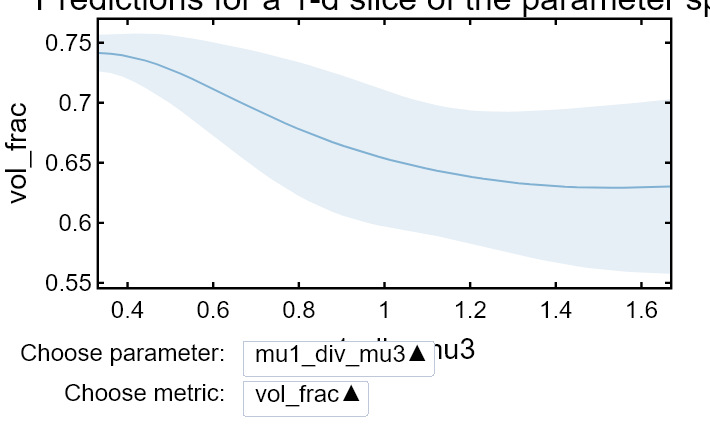 Predictions for a 1-d slice of the parameter
0.75
0.7
0.65
0.6
0.55
vol_frac
0.4 0.6 0.8 1 1.2 1.4 1.6
mu3
Choose parameter: mu1_div_mu3▲
Choose metric: vol_frac▲